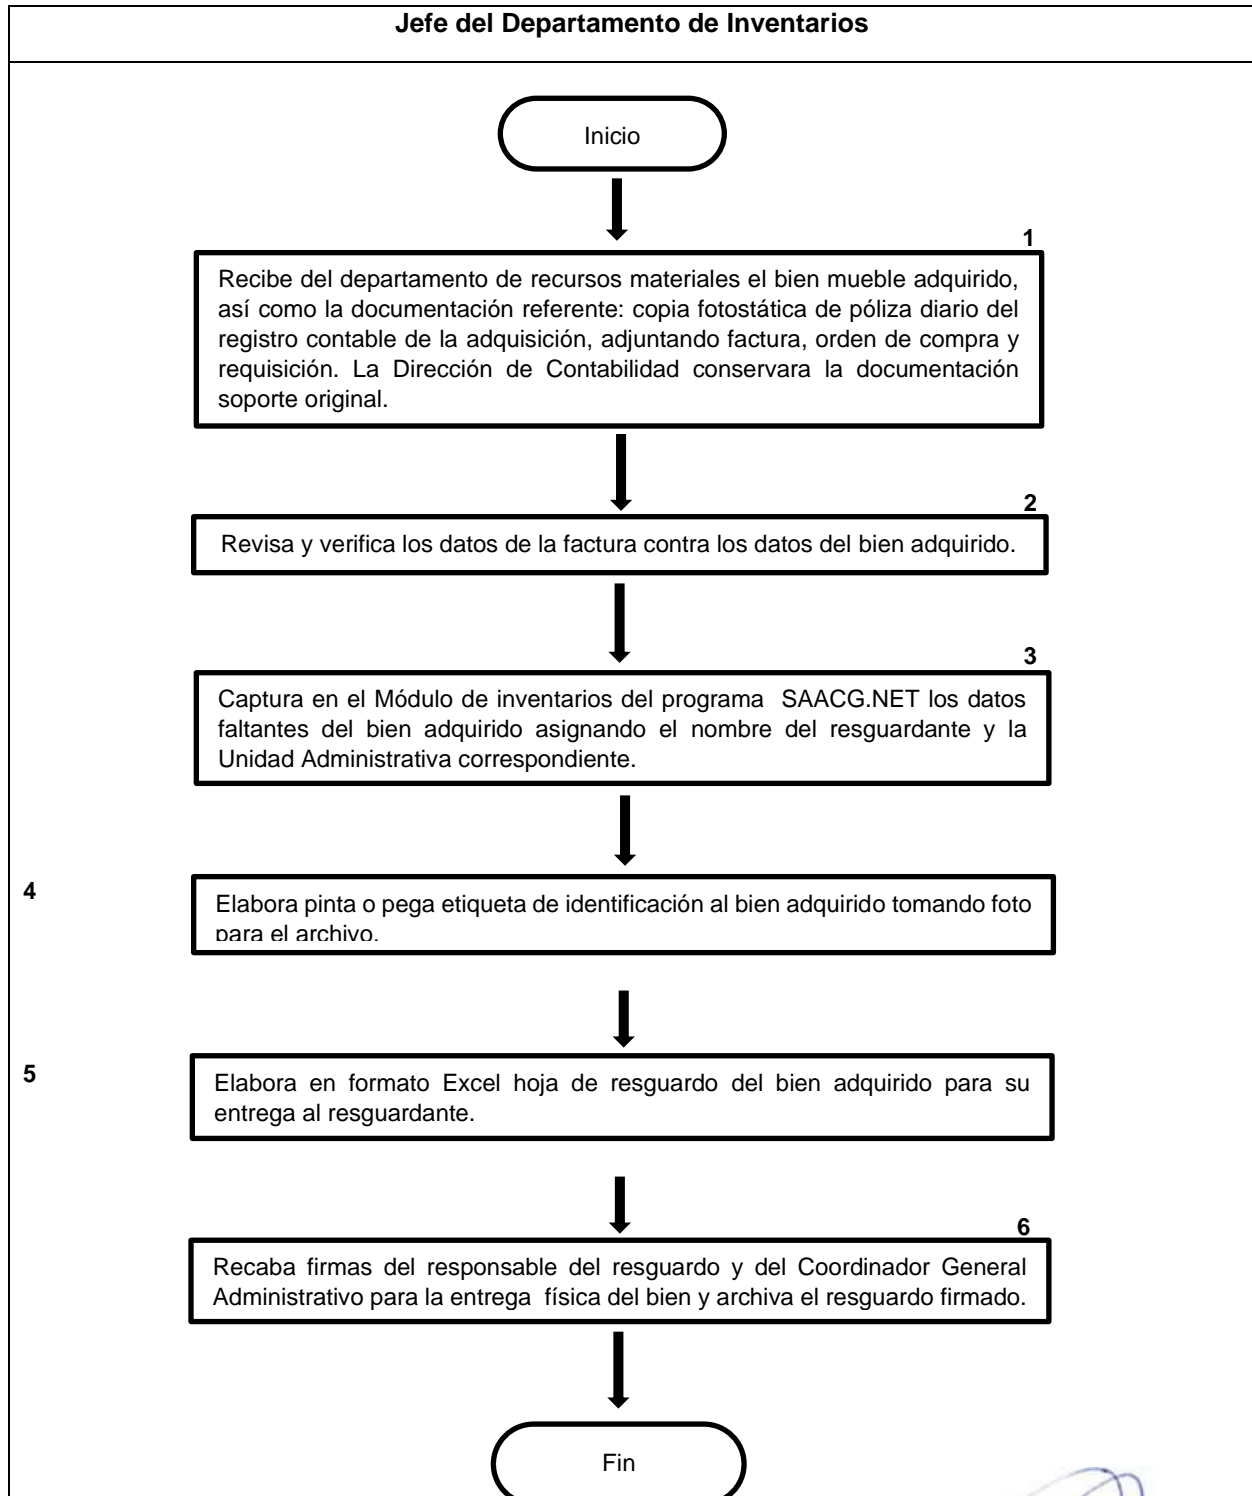 Jefe del Departamento de Inventarios
Inicio
1
Recibe del departamento de recursos materiales el bien mueble adquirido,
así como la documentación referente: copia fotostática de póliza diario del
registro contable de la adquisición, adjuntando factura, orden de compra y
requisición. La Dirección de Contabilidad conservara la documentación
soporte original.
2
Revisa y verifica los datos de la factura contra los datos del bien adquirido.
3
Captura en el Módulo de inventarios del programa SAACG.NET los datos
faltantes del bien adquirido asignando el nombre del resguardante y la
Unidad Administrativa correspondiente.
4
Elabora pinta o pega etiqueta de identificación al bien adquirido tomando foto
para el archivo.
5
Elabora en formato Excel hoja de resguardo del bien adquirido para su
entrega al resguardante.
6
Recaba firmas del responsable del resguardo y del Coordinador General
Administrativo para la entrega física del bien y archiva el resguardo firmado.
Fin